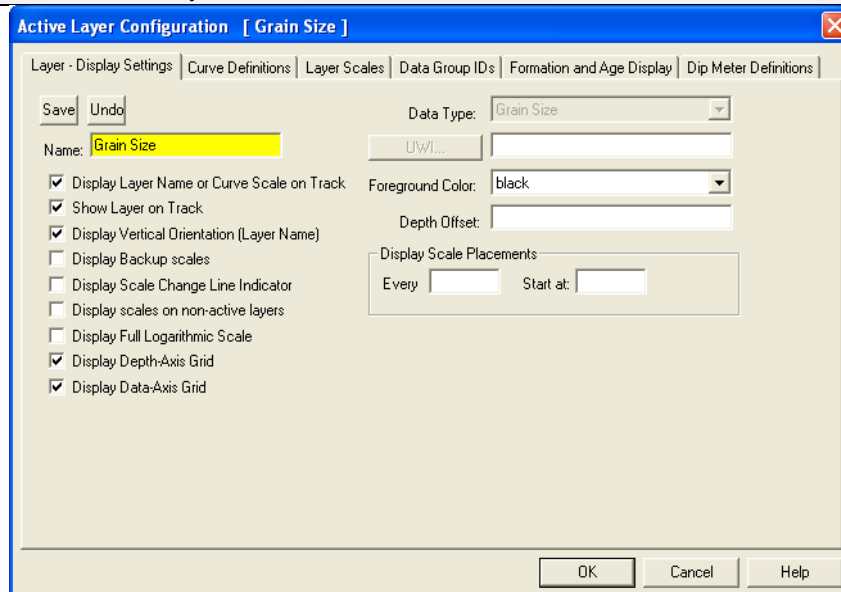 Active Layer Configuration [ Grain Size ]
Layer - Display Settings Curve Definitions Layer Scales Data Group IDs Formation and Age Display Dip Meter Definitions
Save Undo
Name: Grain Size
Display Layer Name or Curve Scale on Track
Show Layer on Track
Display Vertical Orientation (Layer Name)
Display Backup scales
Display Scale Change Line Indicator
Display scales on non-active layers
Display Full Logarithmic Scale
Display Depth-Axis Grid
Display Data-Axis Grid
Data Type: Grain Size
UWI...
Foreground Color: black
Depth Offset:
Display Scale Placements
Every Start at:
OK Cancel Help